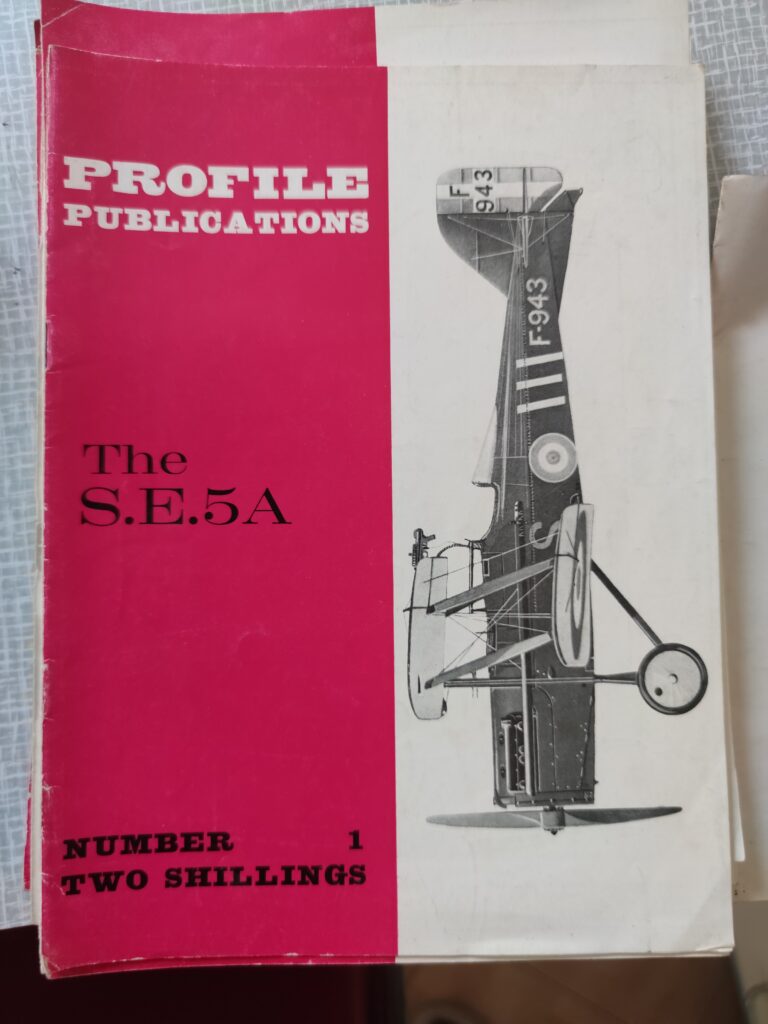 PROFILE
PUBLICATIONS
The
S.E.5A
NUMBER 1
TWO SHILLINGS
F
943
F-943
S